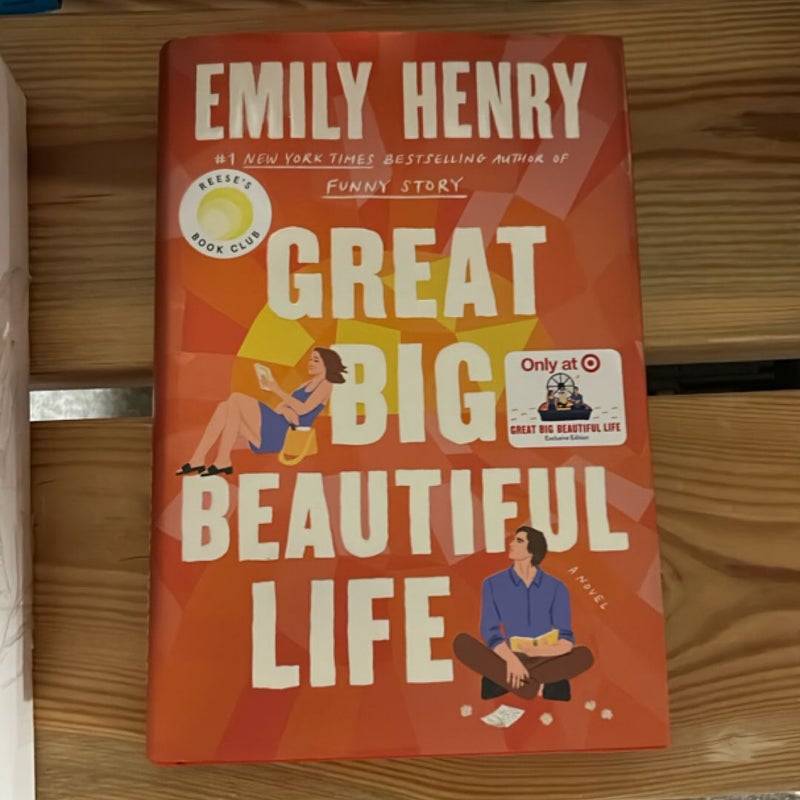 EMILY HENRY
#1 NEW YORK TIMES BESTSELLING AUTHOR OF
FUNNY STORY
REESE'S
BOOK CLUB
GREAT
BIG
Only at
GREAT BIG BEAUTIFUL LIFE
Exclusive Edition
BEAUTIFUL
LIFE
A NOVEL